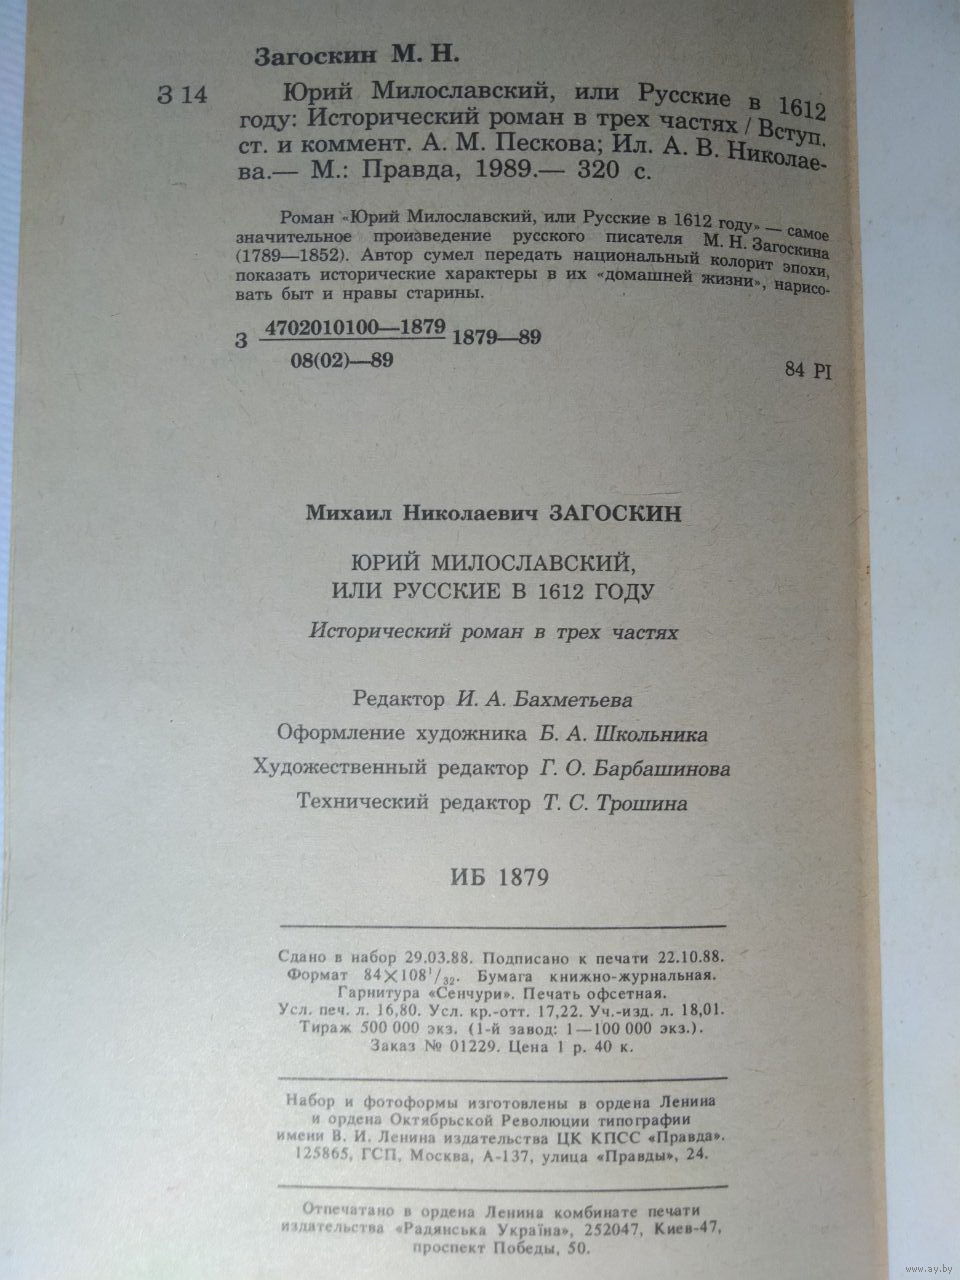 Загоскин М. Н.
З 14 Юрий Милославский, или Русские в 1612
году: Исторический роман в трех частях / Вступ.
ст. и коммент. А. М. Пескова; Ил. А. В. Николае-
ва.— М.: Правда, 1989.— 320 с.
Роман «Юрий Милославский, или Русские в 1612 году» — самое
значительное произведение русского писателя М. Н. Загоскина
(1789—1852). Автор сумел передать национальный колорит эпохи,
показать исторические характеры в их «домашней жизни», нарисо-
вать быт и нравы старины.
З 4702010100—1879 1879—89
08(02)—89
84 PI
Михаил Николаевич ЗАГОСКИН
ЮРИЙ МИЛОСЛАВСКИЙ,
ИЛИ РУССКИЕ В 1612 ГОДУ
Исторический роман в трех частях
Редактор И. А. Бахметьева
Оформление художника Б. А. Школьника
Художественный редактор Г. О. Барбашинова
Технический редактор Т. С. Трошина
ИБ 1879
Сдано в набор 29.03.88. Подписано к печати 22.10.88.
Формат 84×108¹/₃₂. Бумага книжно-журнальная.
Гарнитура «Сенчури». Печать офсетная.
Усл. печ. л. 16,80. Усл. кр.-отт. 17,22. Уч.-изд. л. 18,01.
Тираж 500 000 экз. (1-й завод: 1—100 000 экз.).
Заказ № 01229. Цена 1 р. 40 к.
Набор и фотоформы изготовлены в ордена Ленина
и ордена Октябрьской Революции типографии
имени В. И. Ленина издательства ЦК КПСС «Правда».
125865, ГСП, Москва, А-137, улица «Правды», 24.
Отпечатано в ордена Ленина комбинате печати
издательства «Радянська Україна», 252047, Киев-47,
проспект Победы, 50.
www.ay.by